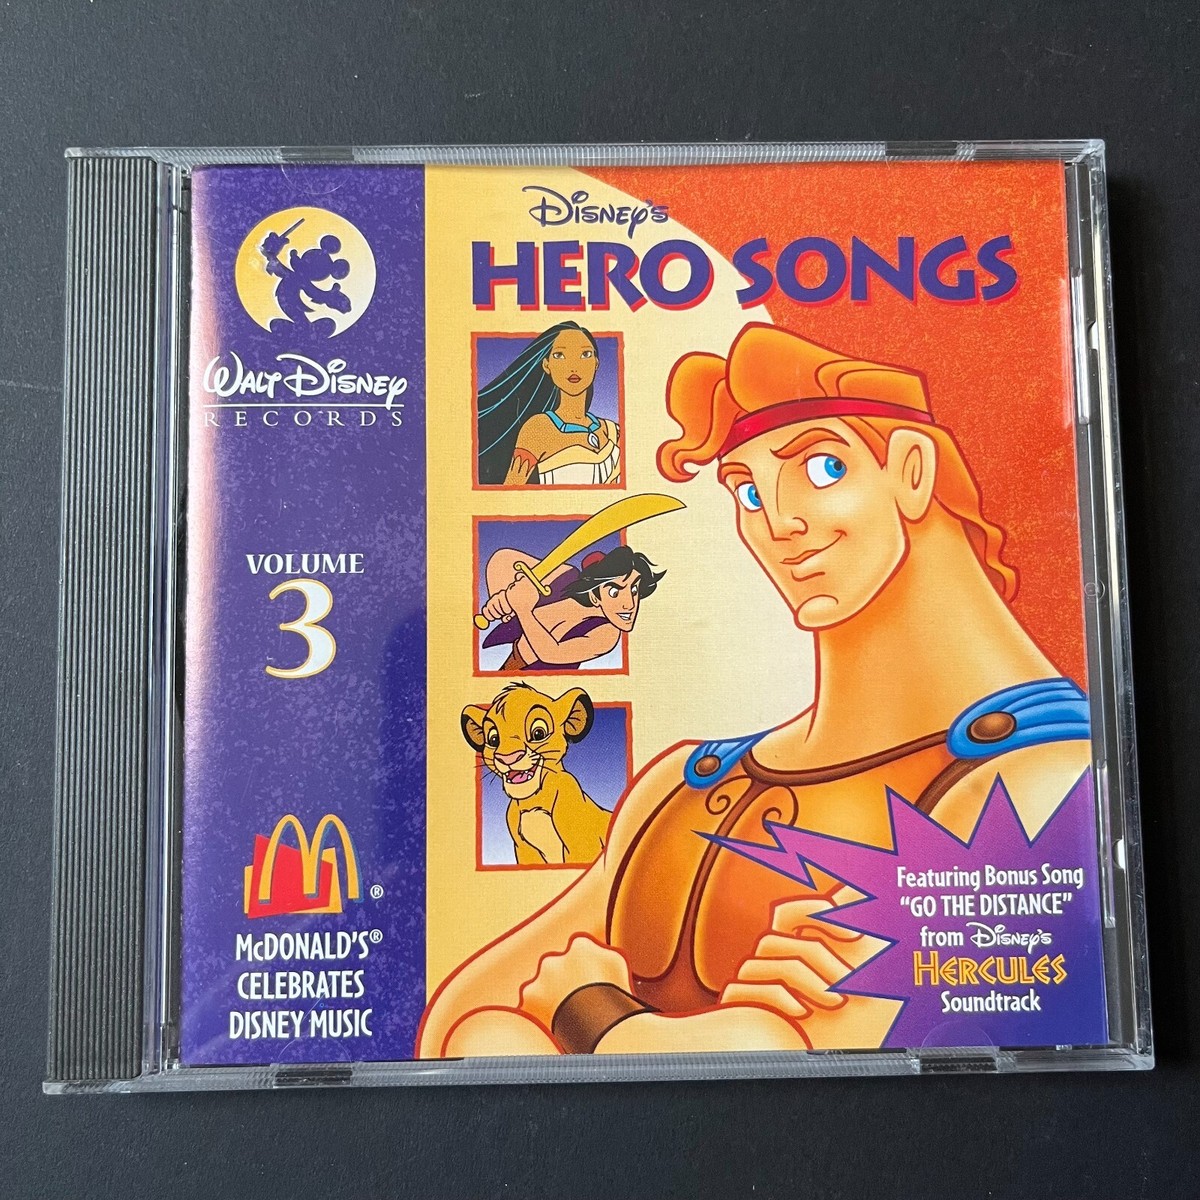 WALT DISNEY
RECORDS
VOLUME
3
M®
McDONALD'S®
CELEBRATES
DISNEY MUSIC
DISNEY'S
HERO SONGS
Featuring Bonus Song
"GO THE DISTANCE"
from DISNEY'S
HERCULES
Soundtrack